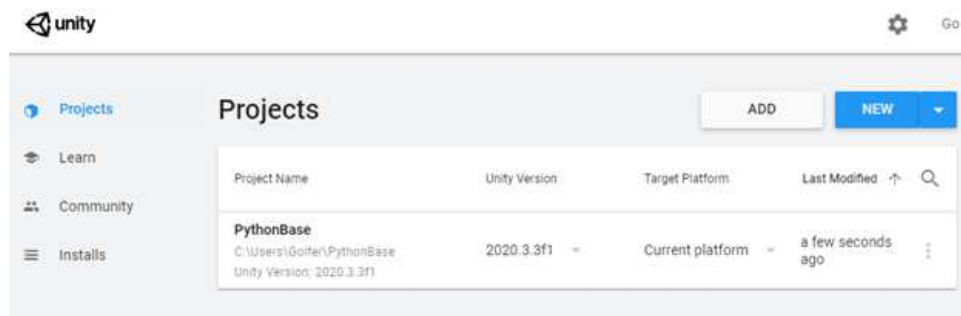 unity
Go
Projects
Learn
Community
Installs
Projects
ADD
NEW
Project Name
Unity Version
Target Platform
Last Modified
PythonBase
C:\Users\Golfer\PythonBase
Unity Version: 2020.3.3f1
2020.3.3f1
Current platform
a few seconds
ago